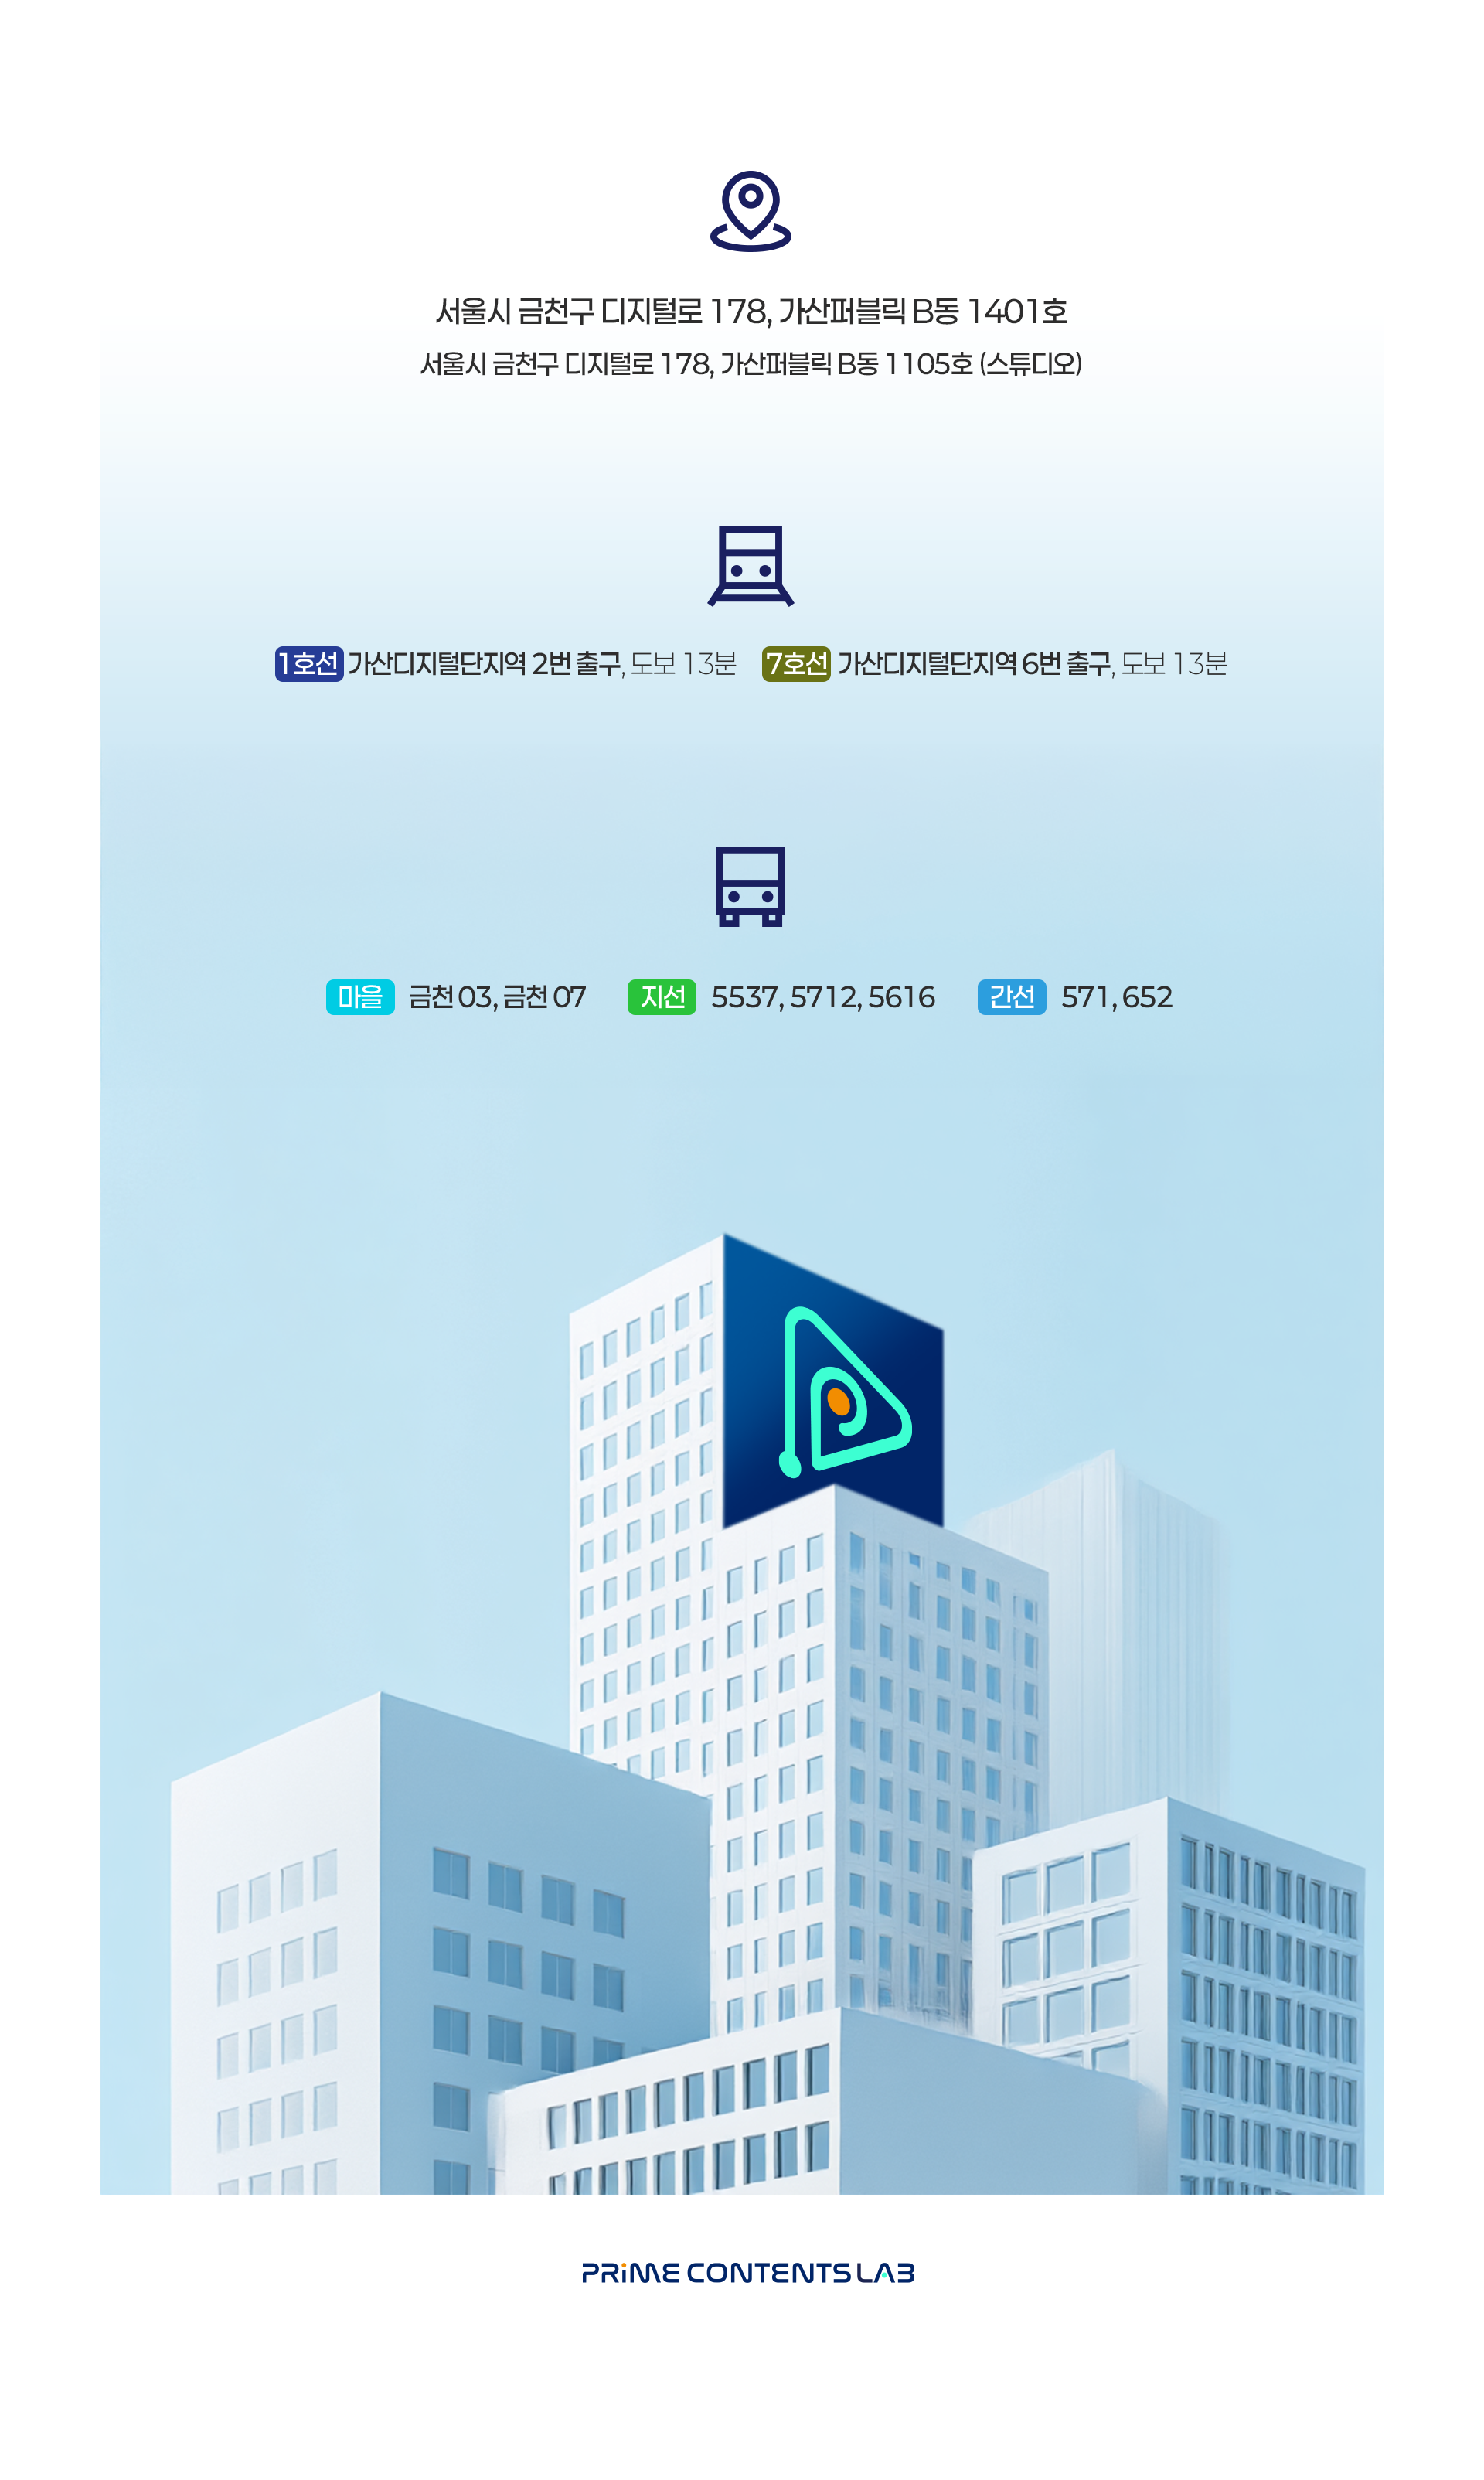 서울시 금천구 디지털로 178, 가산퍼블릭 B동 1401호
서울시 금천구 디지털로 178, 가산퍼블릭 B동 1105호 (스튜디오)
1호선 가산디지털단지역 2번 출구, 도보 13분 7호선 가산디지털단지역 6번 출구, 도보 13분
마을 금천 03, 금천 07 지선 5537, 5712, 5616 간선 571, 652
PRiME CONTENTS LAB